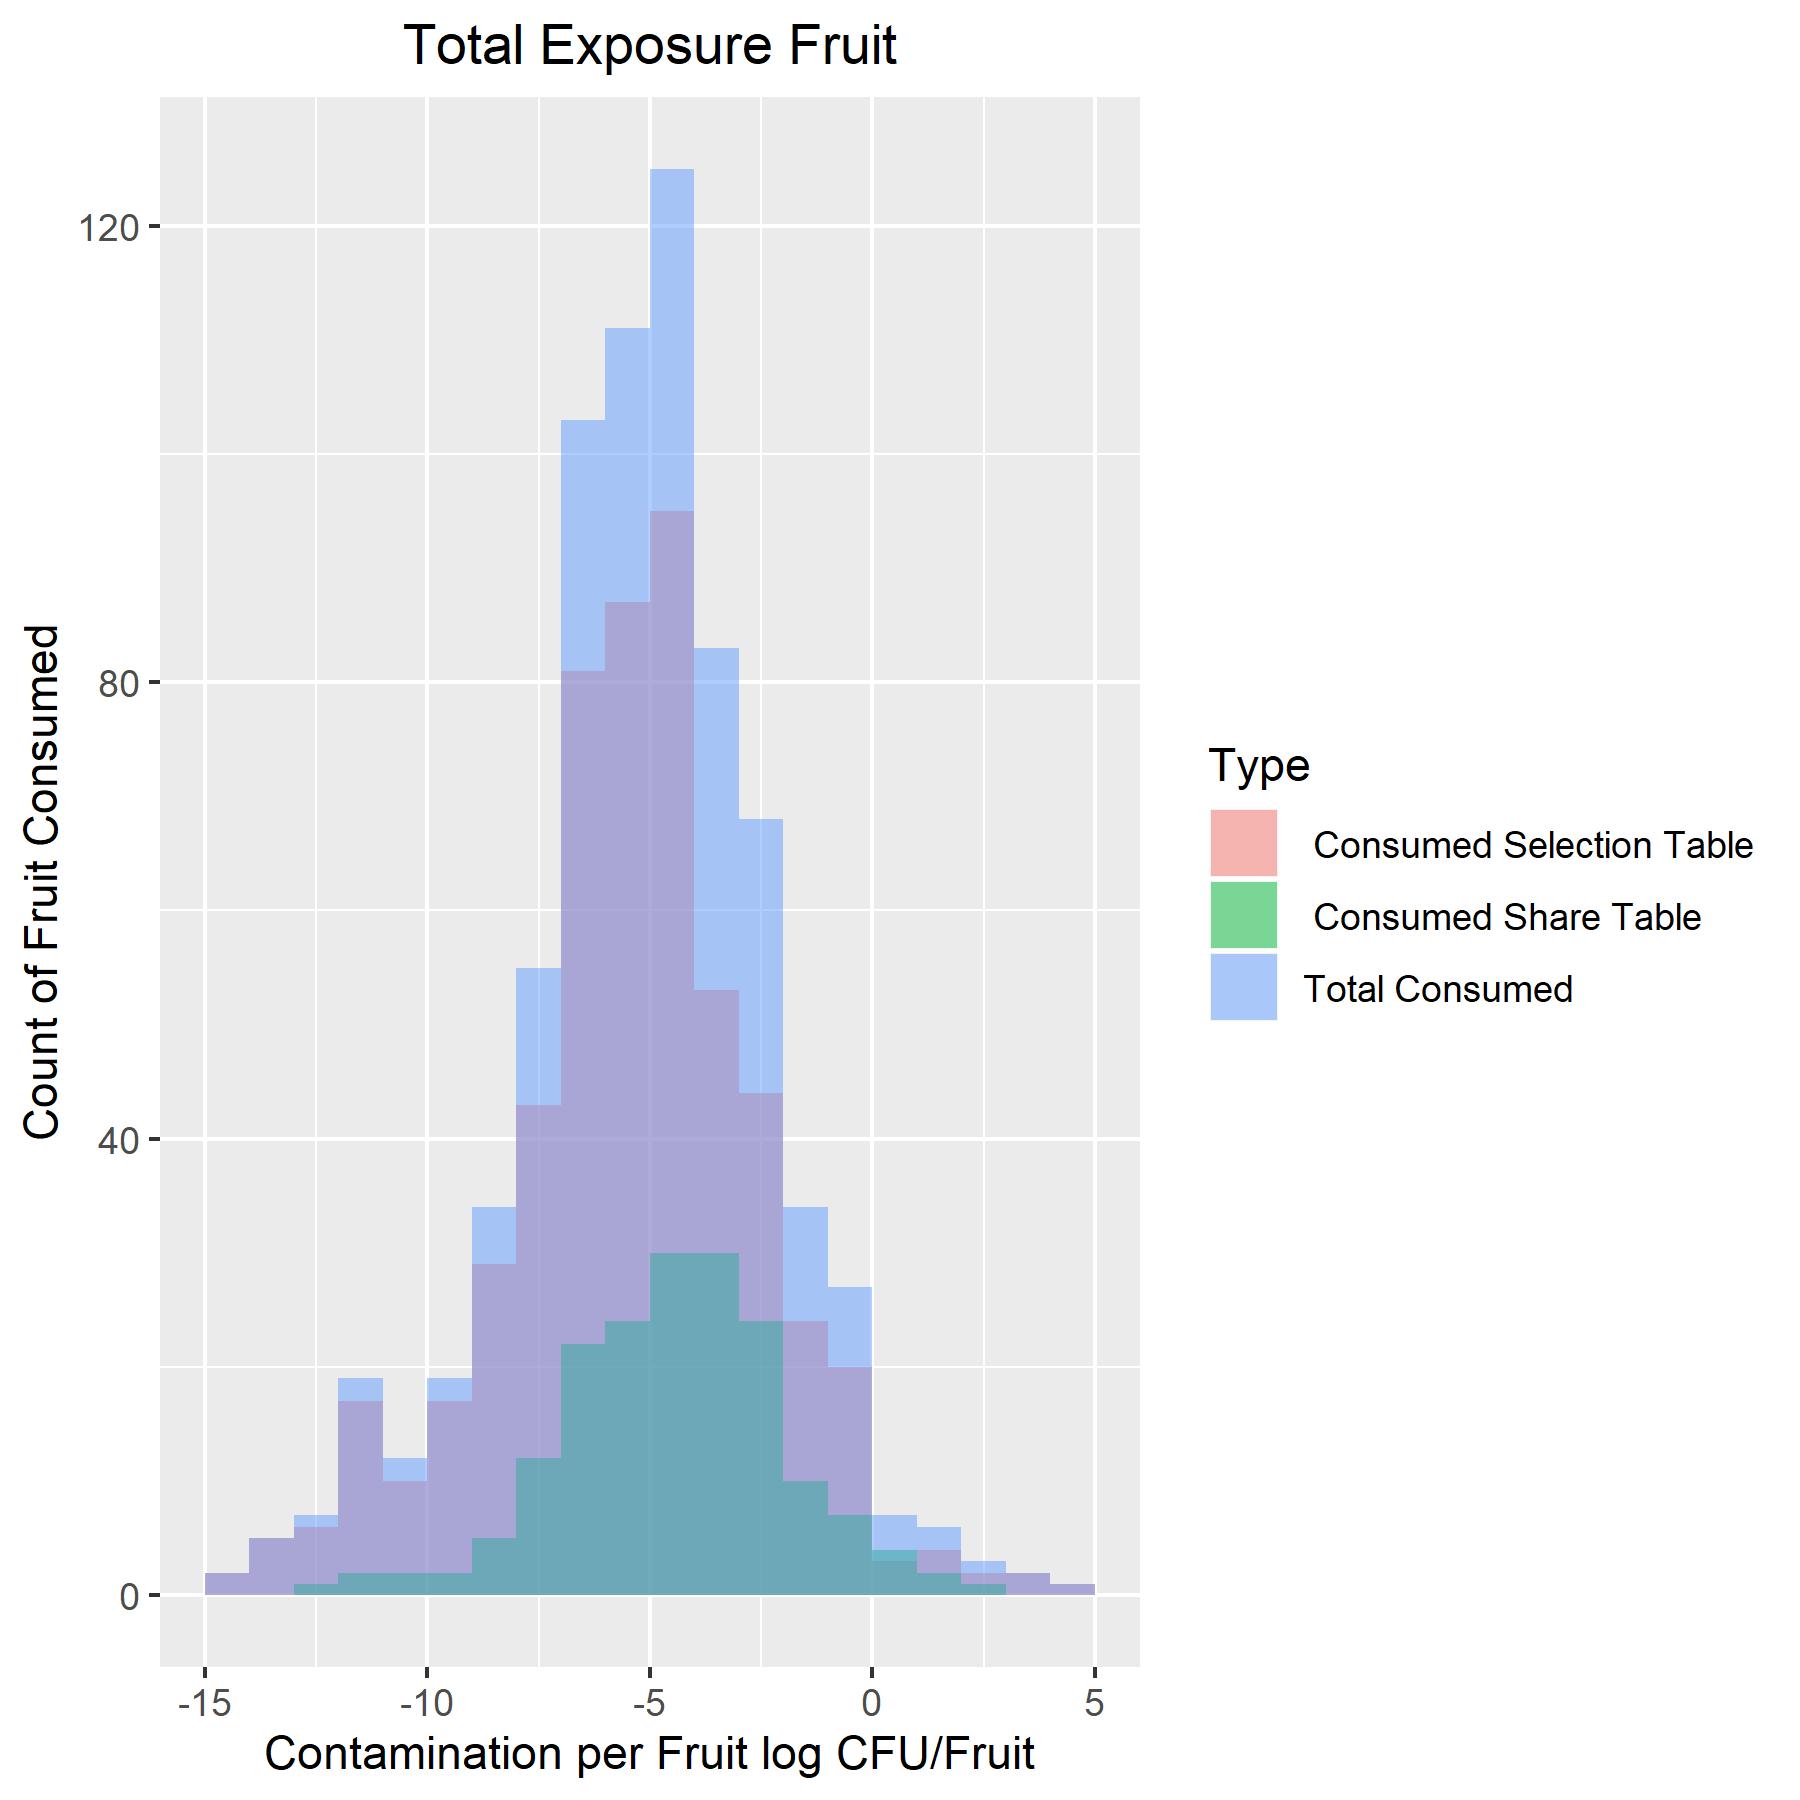 Total Exposure Fruit
120
80
40
0
Count of Fruit Consumed
-15 -10 -5 0 5
Contamination per Fruit log CFU/Fruit
Type
Consumed Selection Table
Consumed Share Table
Total Consumed